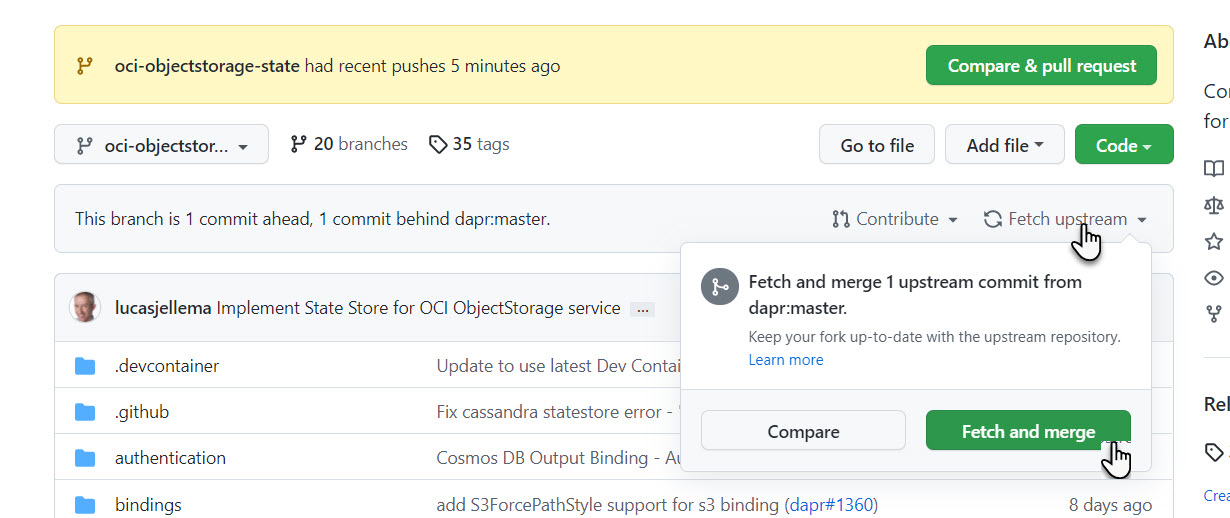 oci-objectstorage-state had recent pushes 5 minutes ago
Compare & pull request
oci-objectstor...
20 branches
35 tags
Go to file
Add file
Code
This branch is 1 commit ahead, 1 commit behind dapr:master.
Contribute
Fetch upstream
Fetch and merge 1 upstream commit from
dapr:master.
Keep your fork up-to-date with the upstream repository.
Learn more
Compare
Fetch and merge
lucasjellema Implement State Store for OCI ObjectStorage service
...
.devcontainer
Update to use latest Dev Contai
.github
Fix cassandra statestore error -
authentication
Cosmos DB Output Binding - Au
bindings
add S3ForcePathStyle support for s3 binding (dapr#1360)
8 days ago
Ab
Con
for
Rel
Crea